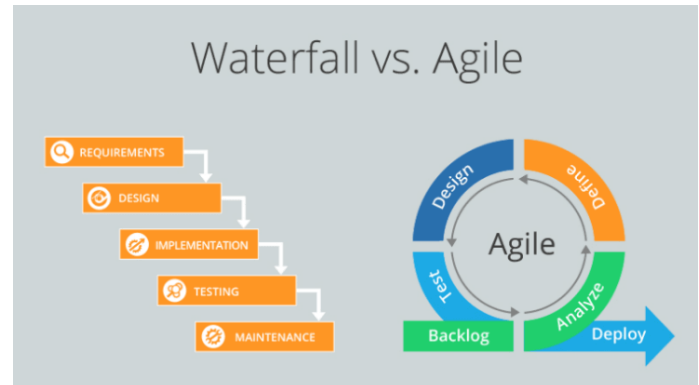 Waterfall vs. Agile
REQUIREMENTS
DESIGN
IMPLEMENTATION
TESTING
MAINTENANCE
Design
Define
Agile
Test
Analyze
Backlog
Deploy